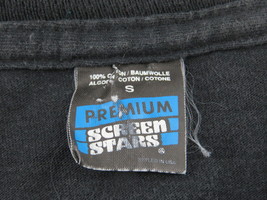 100% COTTON/BAUMWOLLE
ALGODON/COTON/COTONE
S
PREMIUM
SCREEN
STARS